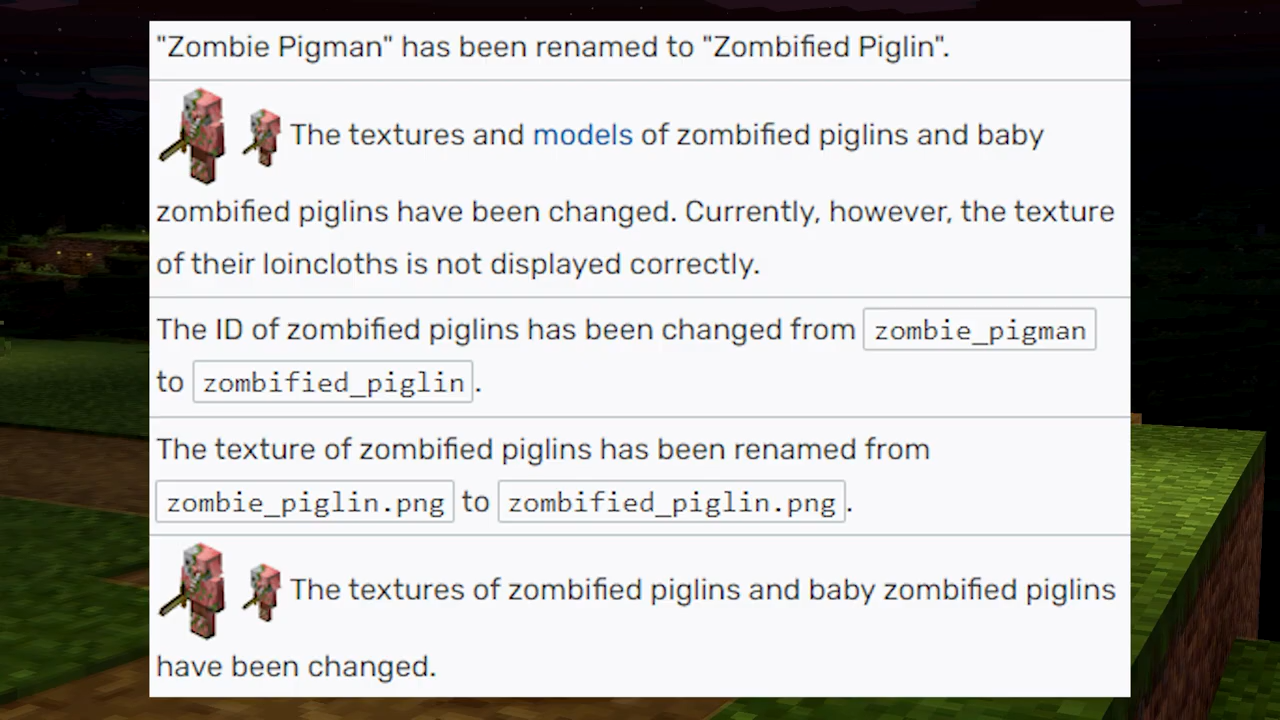 "Zombie Pigman" has been renamed to "Zombified Piglin".
The textures and models of zombified piglins and baby
zombified piglins have been changed. Currently, however, the texture
of their loincloths is not displayed correctly.
The ID of zombified piglins has been changed from zombie_pigman
to zombified_piglin.
The texture of zombified piglins has been renamed from
zombie_piglin.png to zombified_piglin.png.
The textures of zombified piglins and baby zombified piglins
have been changed.